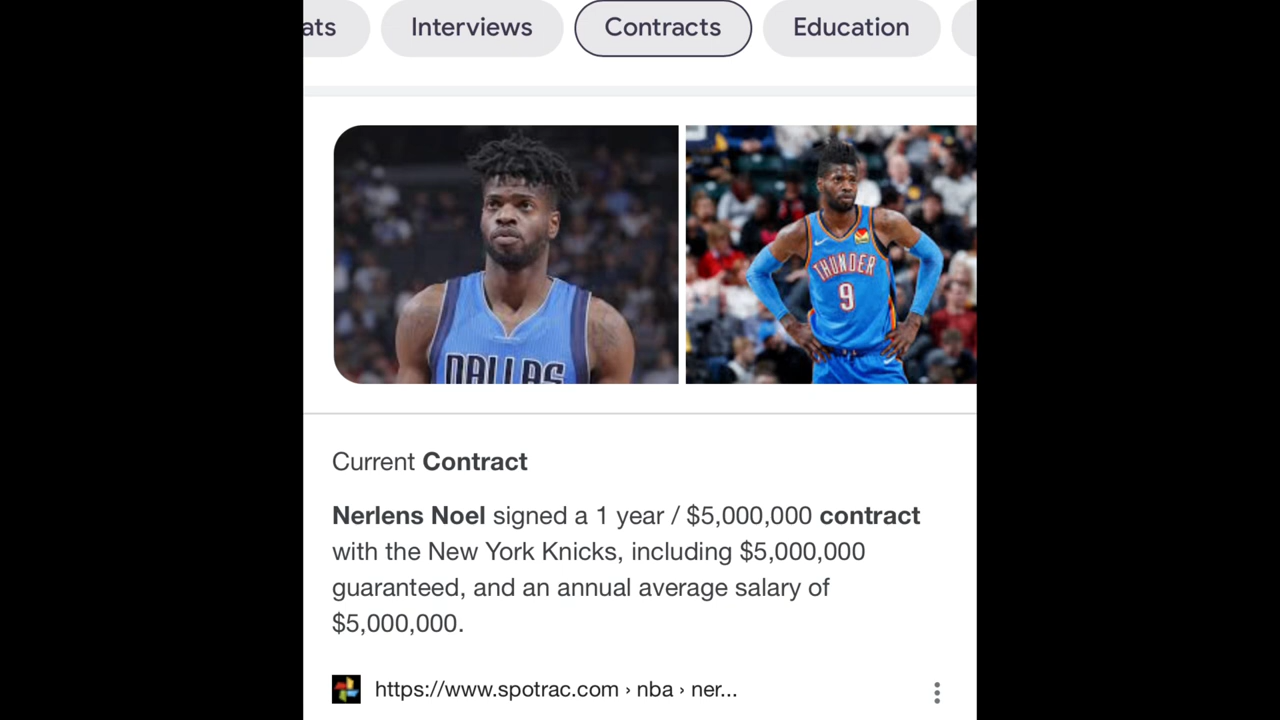 ats Interviews Contracts Education
DALLAS
THUNDER
9
Current Contract
Nerlens Noel signed a 1 year / $5,000,000 contract
with the New York Knicks, including $5,000,000
guaranteed, and an annual average salary of
$5,000,000.
https://www.spotrac.com › nba › ner...